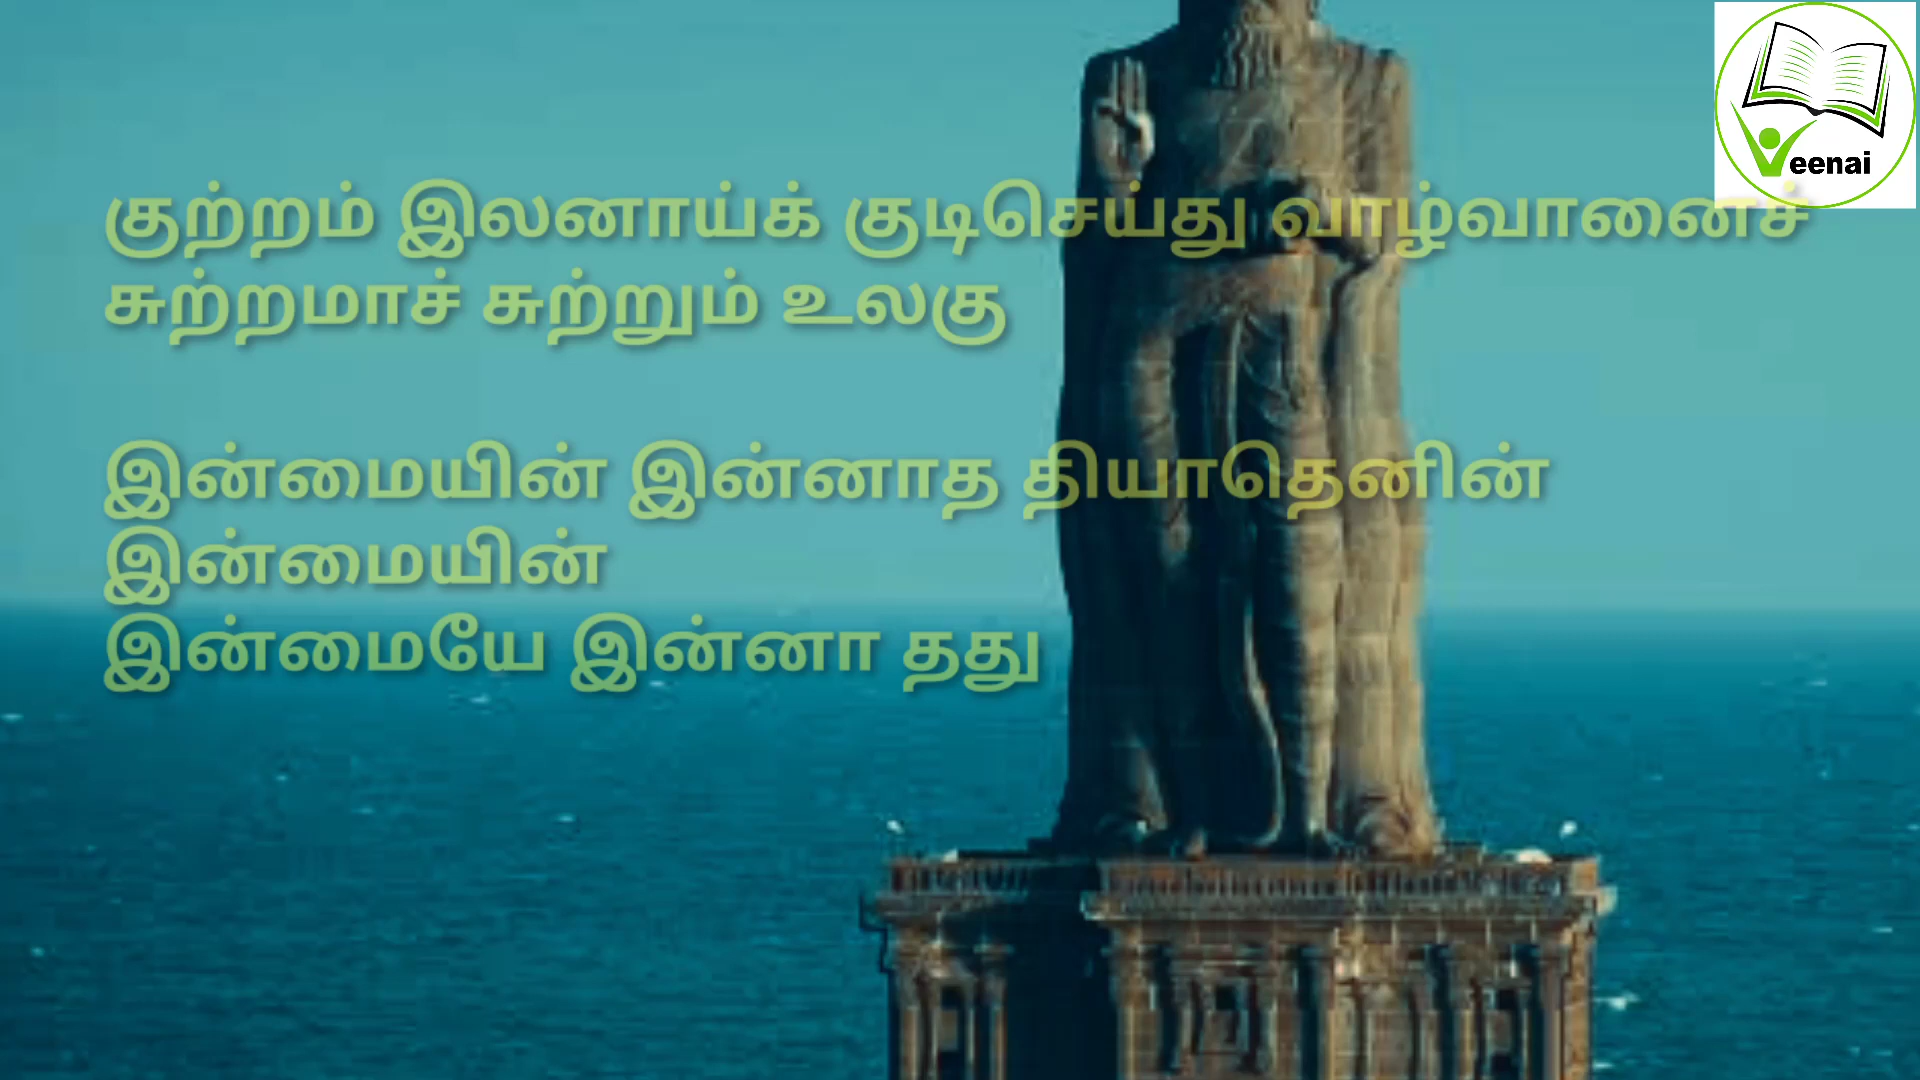 Veenai
குற்றம் இலனாய்க் குடிசெய்து வாழ்வானைச்
சுற்றமாச் சுற்றும் உலகு
இன்மையின் இன்னாத தியாதெனின்
இன்மையின்
இன்மையே இன்னா தது